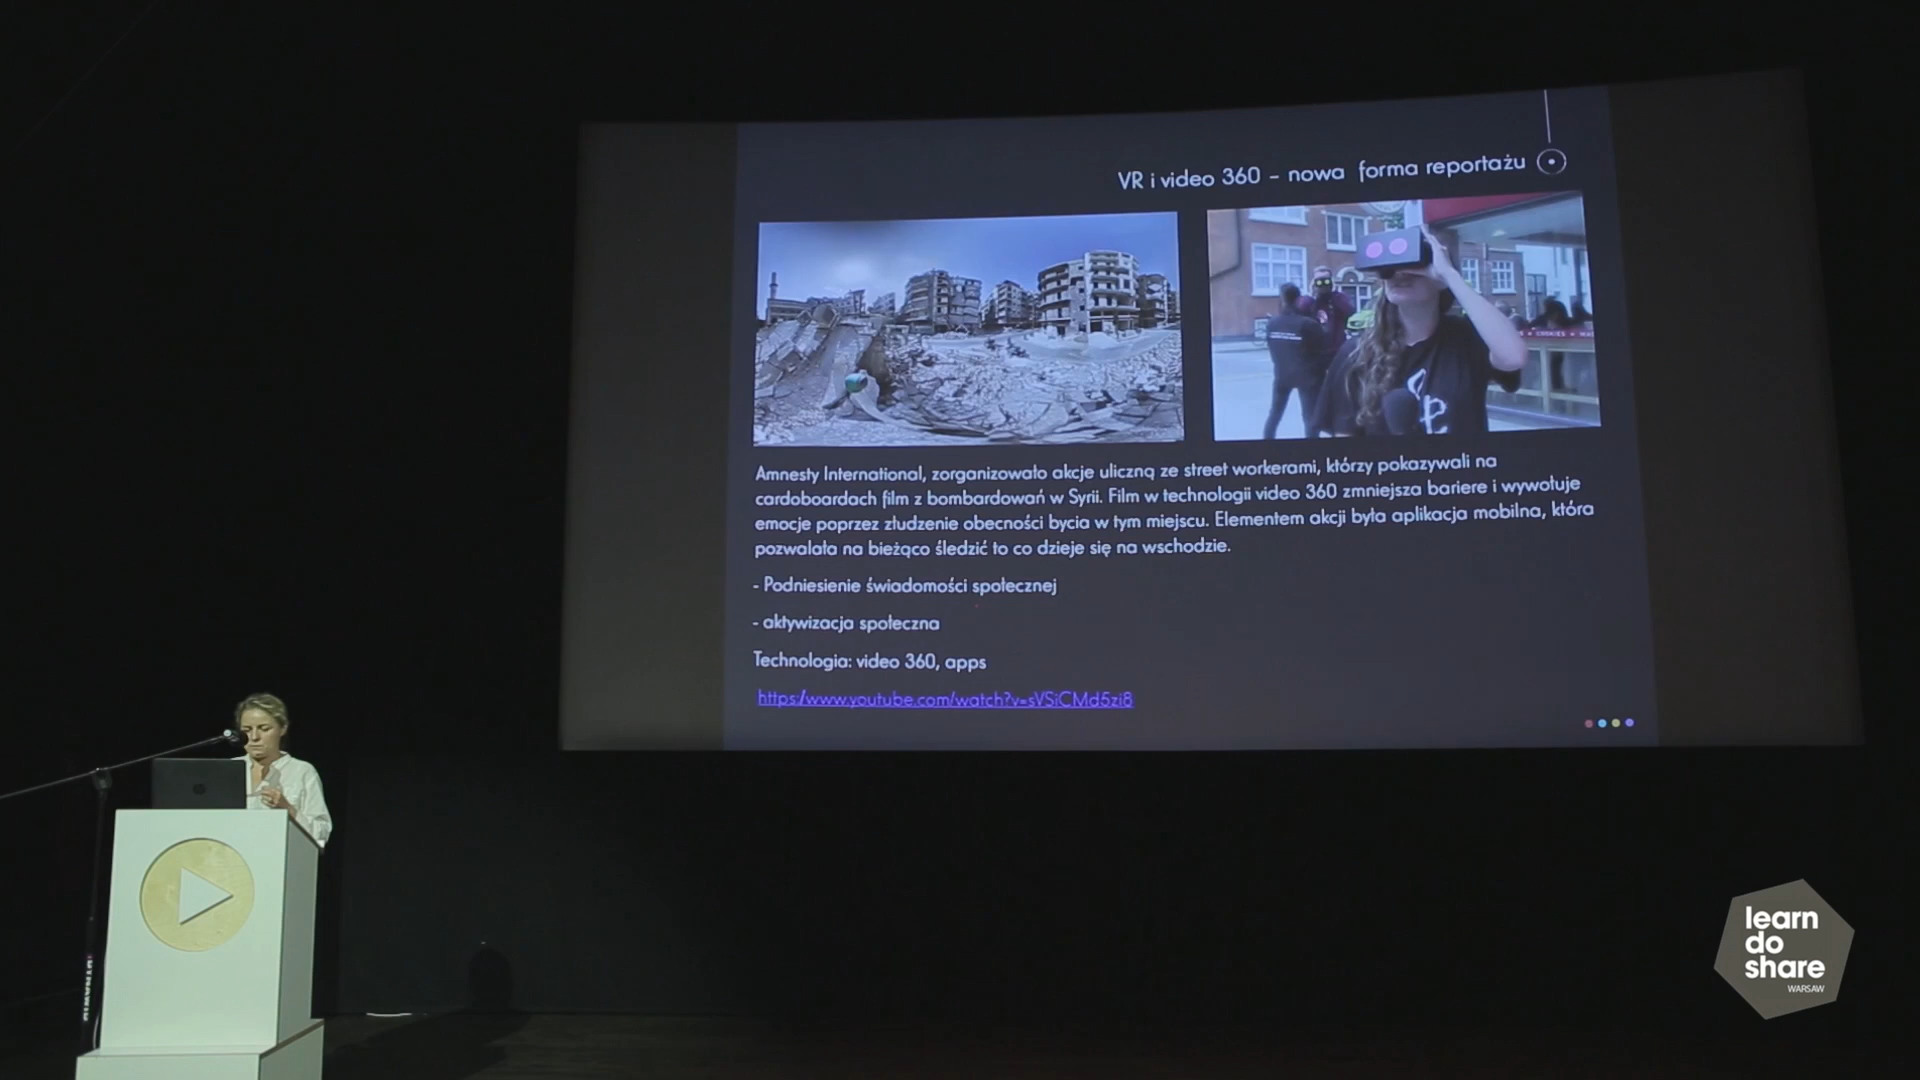 VR i video 360 – nowa forma reportażu
Amnesty International, zorganizowało akcje uliczną ze street workerami, którzy pokazywali na
cardoboardach film z bombardowań w Syrii. Film w technologii video 360 zmniejsza bariere i wywołuje
emocje poprzez złudzenie obecności bycia w tym miejscu. Elementem akcji była aplikacja mobilna, która
pozwalała na bieżąco śledzić to co dzieje się na wschodzie.
- Podniesienie świadomości społecznej
- aktywizacja społeczna
Technologia: video 360, apps
https://www.youtube.com/watch?v=sVSiCMd5zi8
learn
do
share
WARSAW